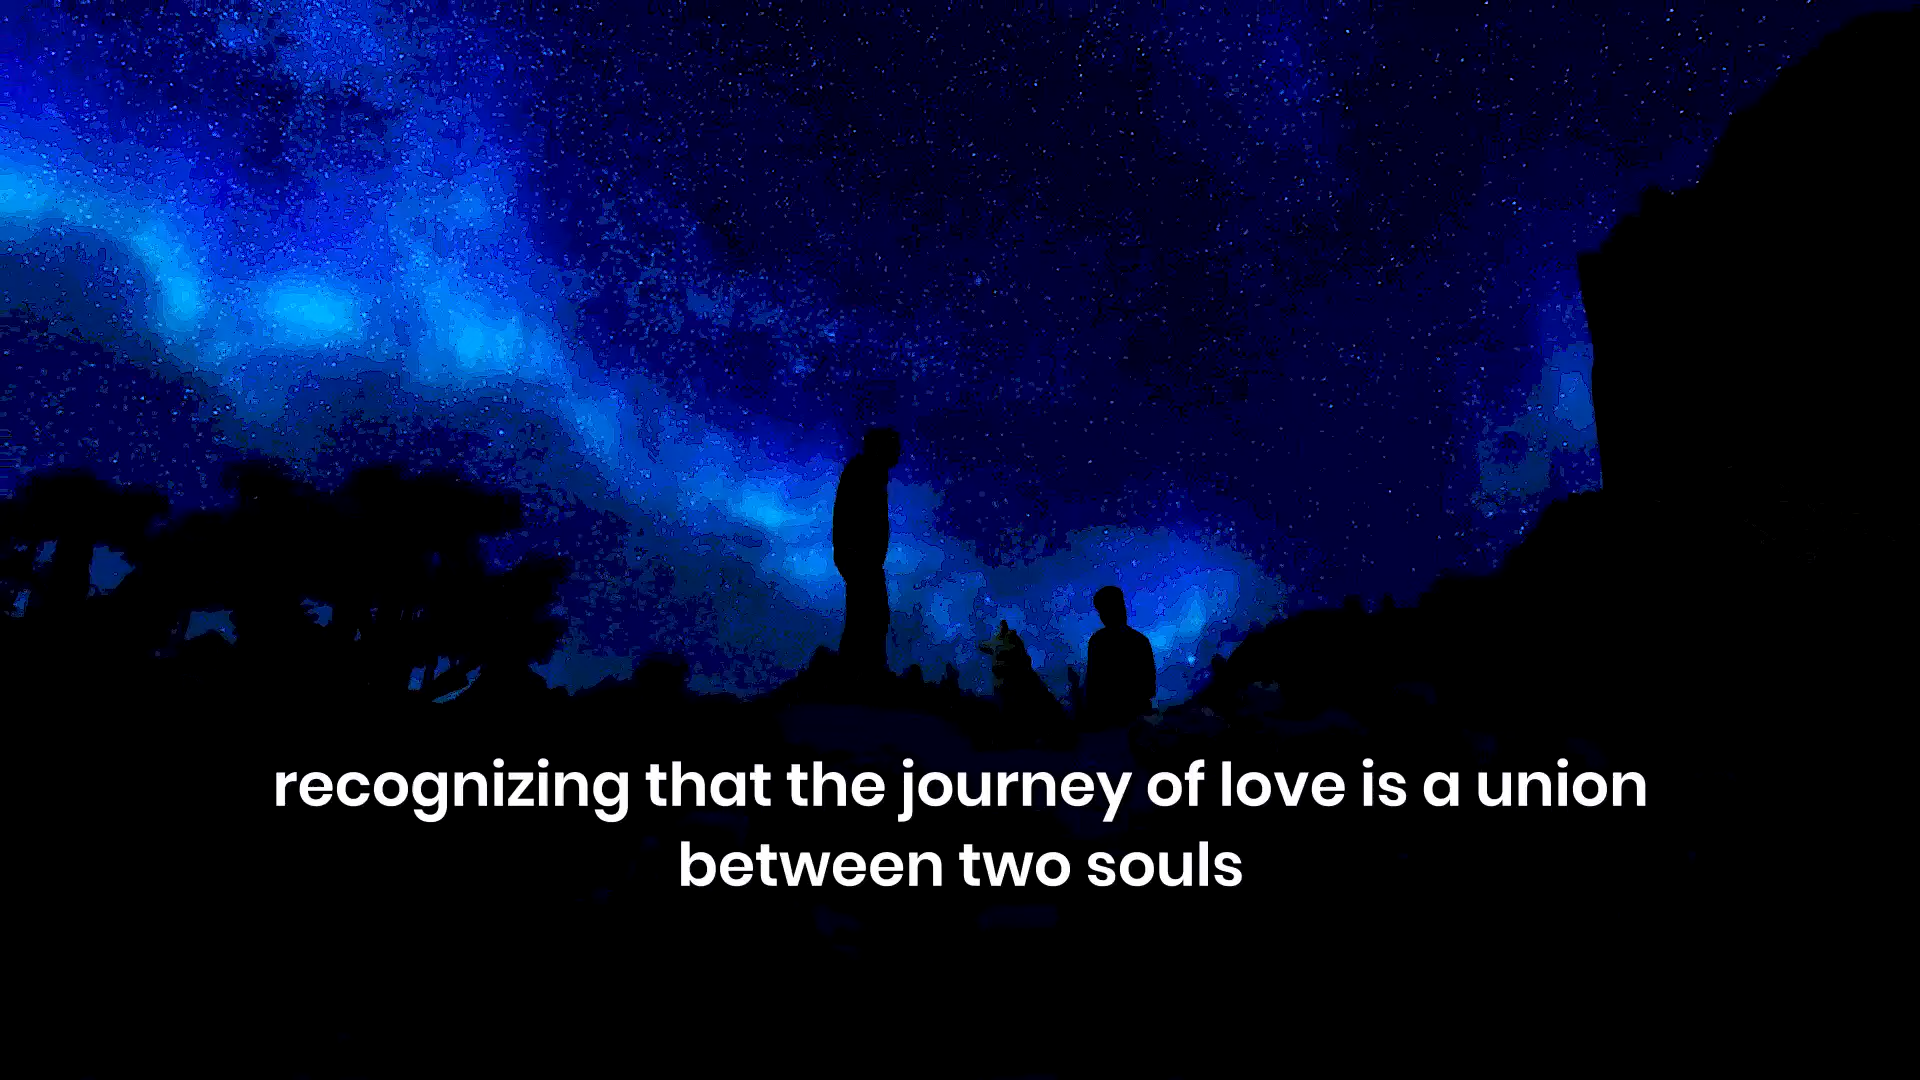 recognizing that the journey of love is a union
between two souls